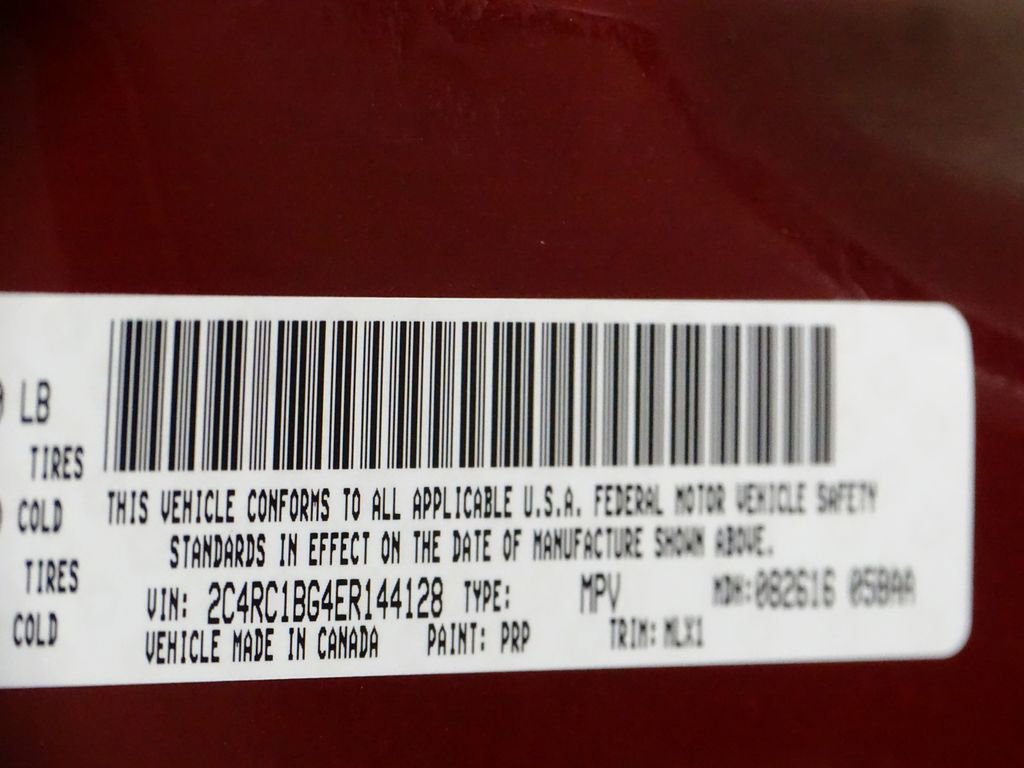 LB
TIRES
COLD
TIRES
COLD
THIS VEHICLE CONFORMS TO ALL APPLICABLE U.S.A. FEDERAL MOTOR VEHICLE SAFETY
STANDARDS IN EFFECT ON THE DATE OF MANUFACTURE SHOWN ABOVE.
VIN: 2C4RC1BG4ER144128 TYPE: MPV MDH:082616 05BAA
VEHICLE MADE IN CANADA PAINT: PRP TRIM: MLX1